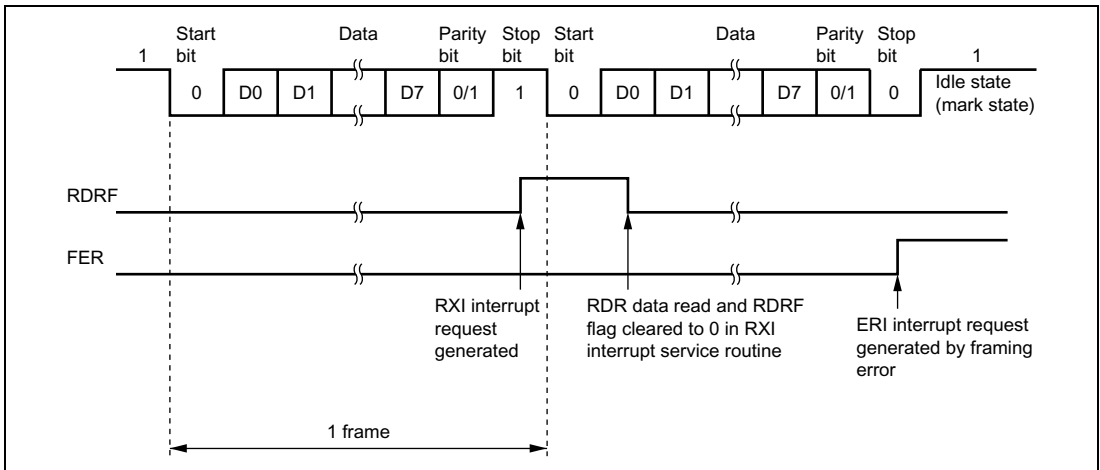 Start bit
Data
Parity bit
Stop bit
Start bit
Data
Parity bit
Stop bit
1
1
0
D0
D1
D7
0/1
1
0
D0
D1
D7
0/1
0
Idle state
(mark state)
RDRF
FER
RXI interrupt
request
generated
RDR data read and RDRF
flag cleared to 0 in RXI
interrupt service routine
ERI interrupt request
generated by framing
error
1 frame